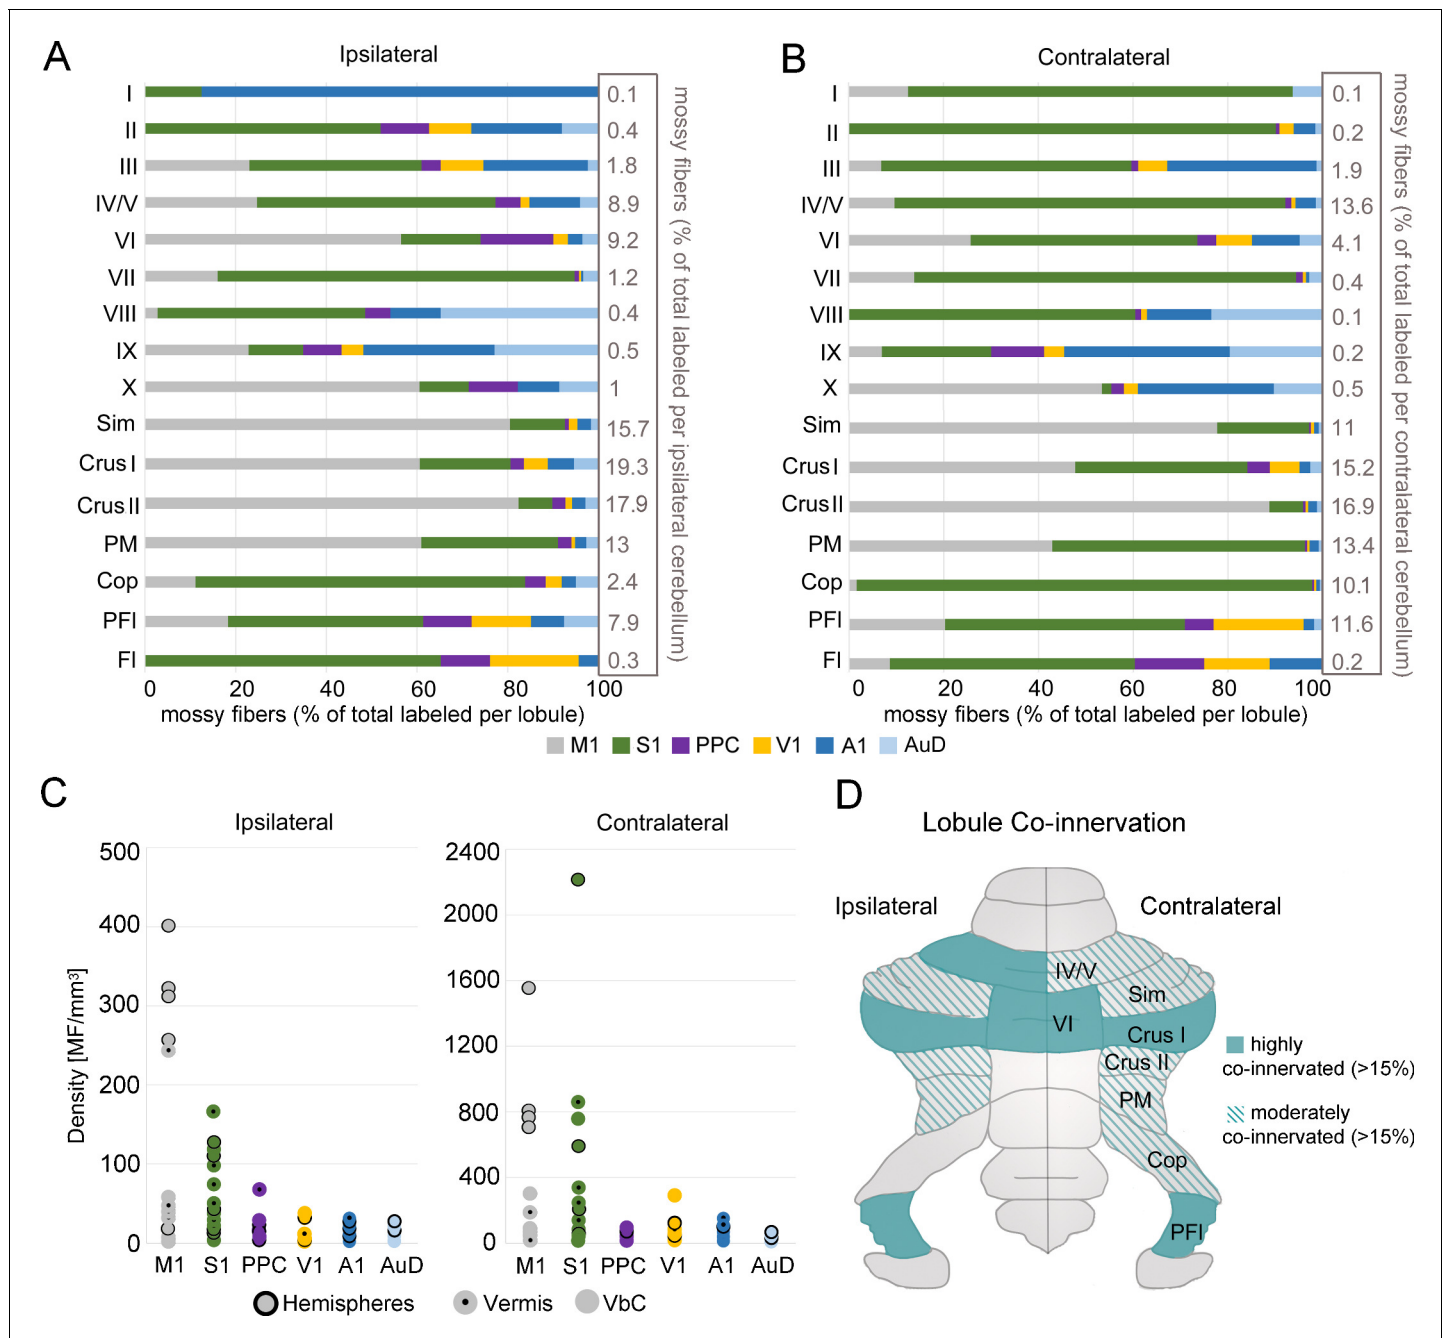 A
Ipsilateral
I 0.1
II 0.4
III 1.8
IV/V 8.9
VI 9.2
VII 1.2
VIII 0.4
IX 0.5
X 1
Sim 15.7
Crus I 19.3
Crus II 17.9
PM 13
Cop 2.4
PFl 7.9
Fl 0.3
0 20 40 60 80 100
mossy fibers (% of total labeled per lobule)
mossy fibers (% of total labeled per ipsilateral cerebellum)
B
Contralateral
I 0.1
II 0.2
III 1.9
IV/V 13.6
VI 4.1
VII 0.4
VIII 0.1
IX 0.2
X 0.5
Sim 11
Crus I 15.2
Crus II 16.9
PM 13.4
Cop 10.1
PFl 11.6
Fl 0.2
0 20 40 60 80 100
mossy fibers (% of total labeled per lobule)
mossy fibers (% of total labeled per contralateral cerebellum)
M1 S1 PPC V1 A1 AuD
C
Ipsilateral
Density [MF/mm³]
500
400
300
200
100
0
M1 S1 PPC V1 A1 AuD
Contralateral
2400
2000
1600
1200
800
400
0
M1 S1 PPC V1 A1 AuD
Hemispheres Vermis VbC
D
Lobule Co-innervation
Ipsilateral Contralateral
IV/V
Sim
VI
Crus I
Crus II
PM
Cop
PFl
highly
co-innervated (>15%)
moderately
co-innervated (>15%)